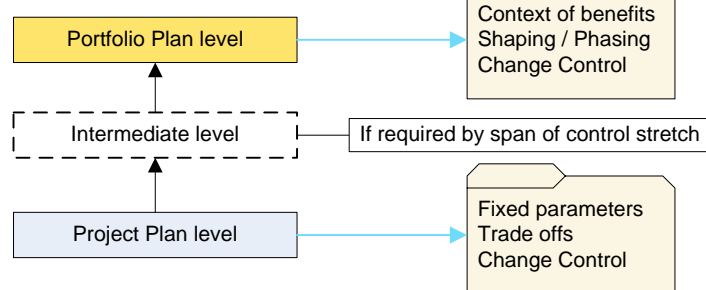 Portfolio Plan level
Context of benefits
Shaping / Phasing
Change Control
Intermediate level
If required by span of control stretch
Project Plan level
Fixed parameters
Trade offs
Change Control